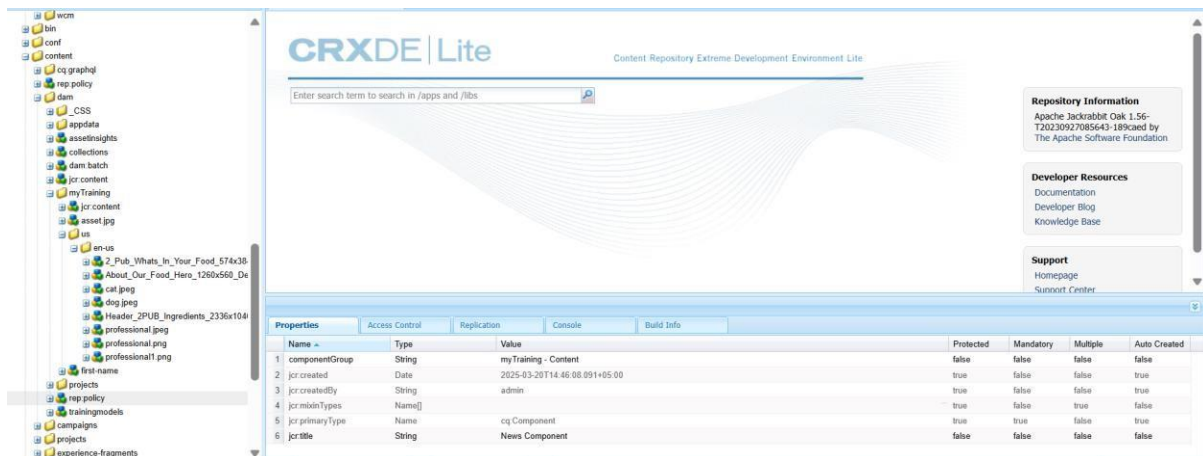 wcm
bin
conf
content
cq:graphql
rep:policy
dam
_CSS
appdata
assetinsights
collections
dam:batch
jcr:content
myTraining
jcr:content
asset.jpg
us
en-us
2_Pub_Whats_In_Your_Food_574x38
About_Our_Food_Hero_1260x560_De
cat.jpeg
dog.jpeg
Header_2PUB_Ingredients_2336x104
professional.jpeg
professional.png
professional1.png
first-name
projects
rep:policy
trainingmodels
campaigns
projects
experience-fragments
CRXDE Lite
Content Repository Extreme Development Environment Lite
Enter search term to search in /apps and /libs
Repository Information
Apache Jackrabbit Oak 1.56-
T20230927085643-189caed by
The Apache Software Foundation
Developer Resources
Documentation
Developer Blog
Knowledge Base
Support
Homepage
Support Center
Properties Access Control Replication Console Build Info
Name Type Value Protected Mandatory Multiple Auto Created
1 componentGroup String myTraining - Content false false false false
2 jcr:created Date 2025-03-20T14:46:08.091+05:00 true false false true
3 jcr:createdBy String admin true false false true
4 jcr:mixinTypes Name[] true false true false
5 jcr:primaryType Name cq:Component true true false true
6 jcr:title String News Component false false false false